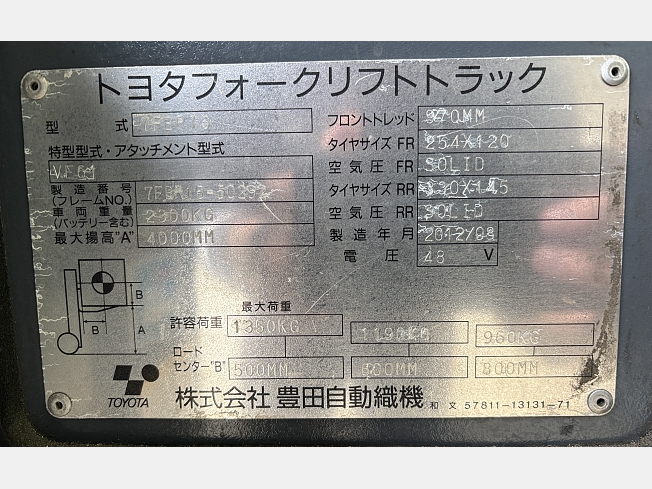 トヨタフォークリフトトラック
型 式
特型型式・アタッチメント型式
製造番号
(フレームNO.)
車両重量
(バッテリー含む)
2350KG
最大揚高"A"
4000MM
フロントトレッド
970MM
タイヤサイズ FR
254X120
空気圧 FR
SOLID
タイヤサイズ RR
空気圧 RR
SOLID
製造年月
2012/08
電圧
48 V
B
B
A
最大荷重
許容荷重
1350KG
1190KG
960KG
ロード
センター"B"
500MM
600MM
800MM
TOYOTA
株式会社 豊田自動織機
和 文 57811-13131-71